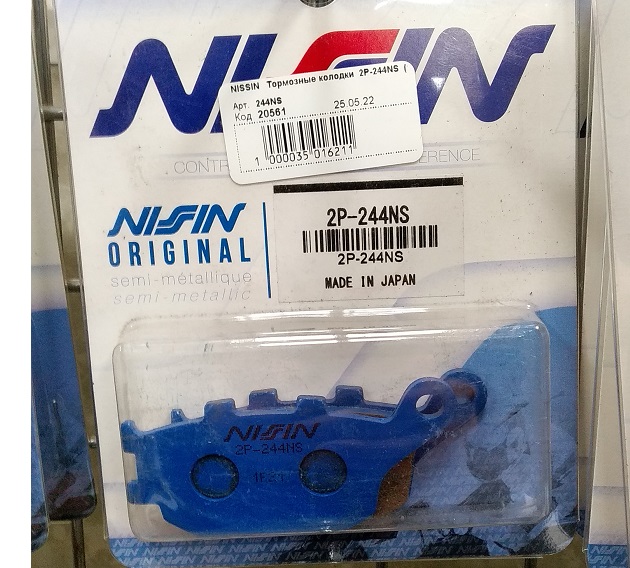 NISSIN
NISSIN Тормозные колодки 2P-244NS (
Арт. 244NS
Код 20561 25.05.22
1 000035 016211
NISSIN
ORIGINAL
semi-métallique
semi-metallic
2P-244NS
2P-244NS
MADE IN JAPAN
NISSIN
2P-244NS